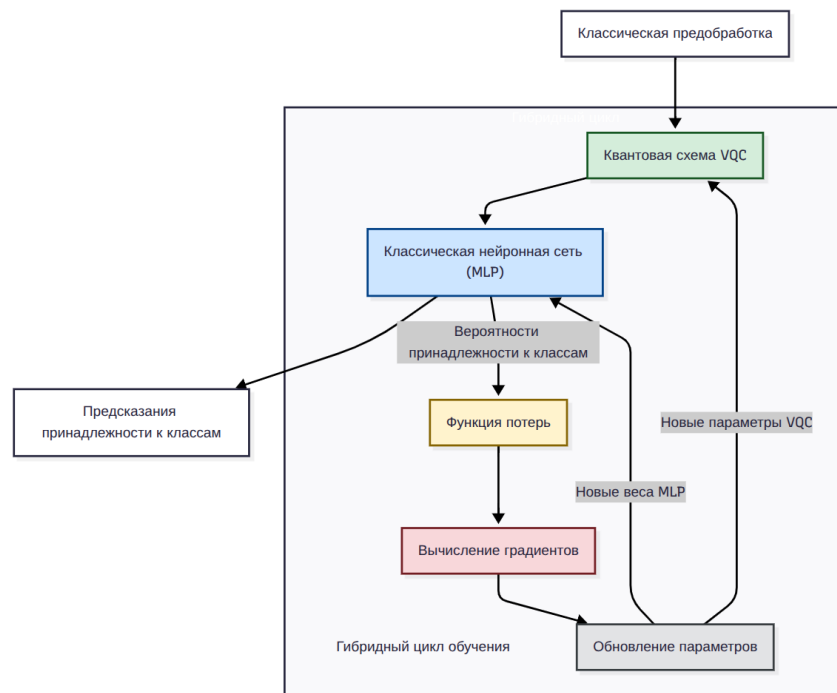 Классическая предобработка
Квантовая схема VQC
Классическая нейронная сеть
(MLP)
Вероятности
принадлежности к классам
Предсказания
принадлежности к классам
Функция потерь
Новые параметры VQC
Новые веса MLP
Вычисление градиентов
Гибридный цикл обучения
Обновление параметров